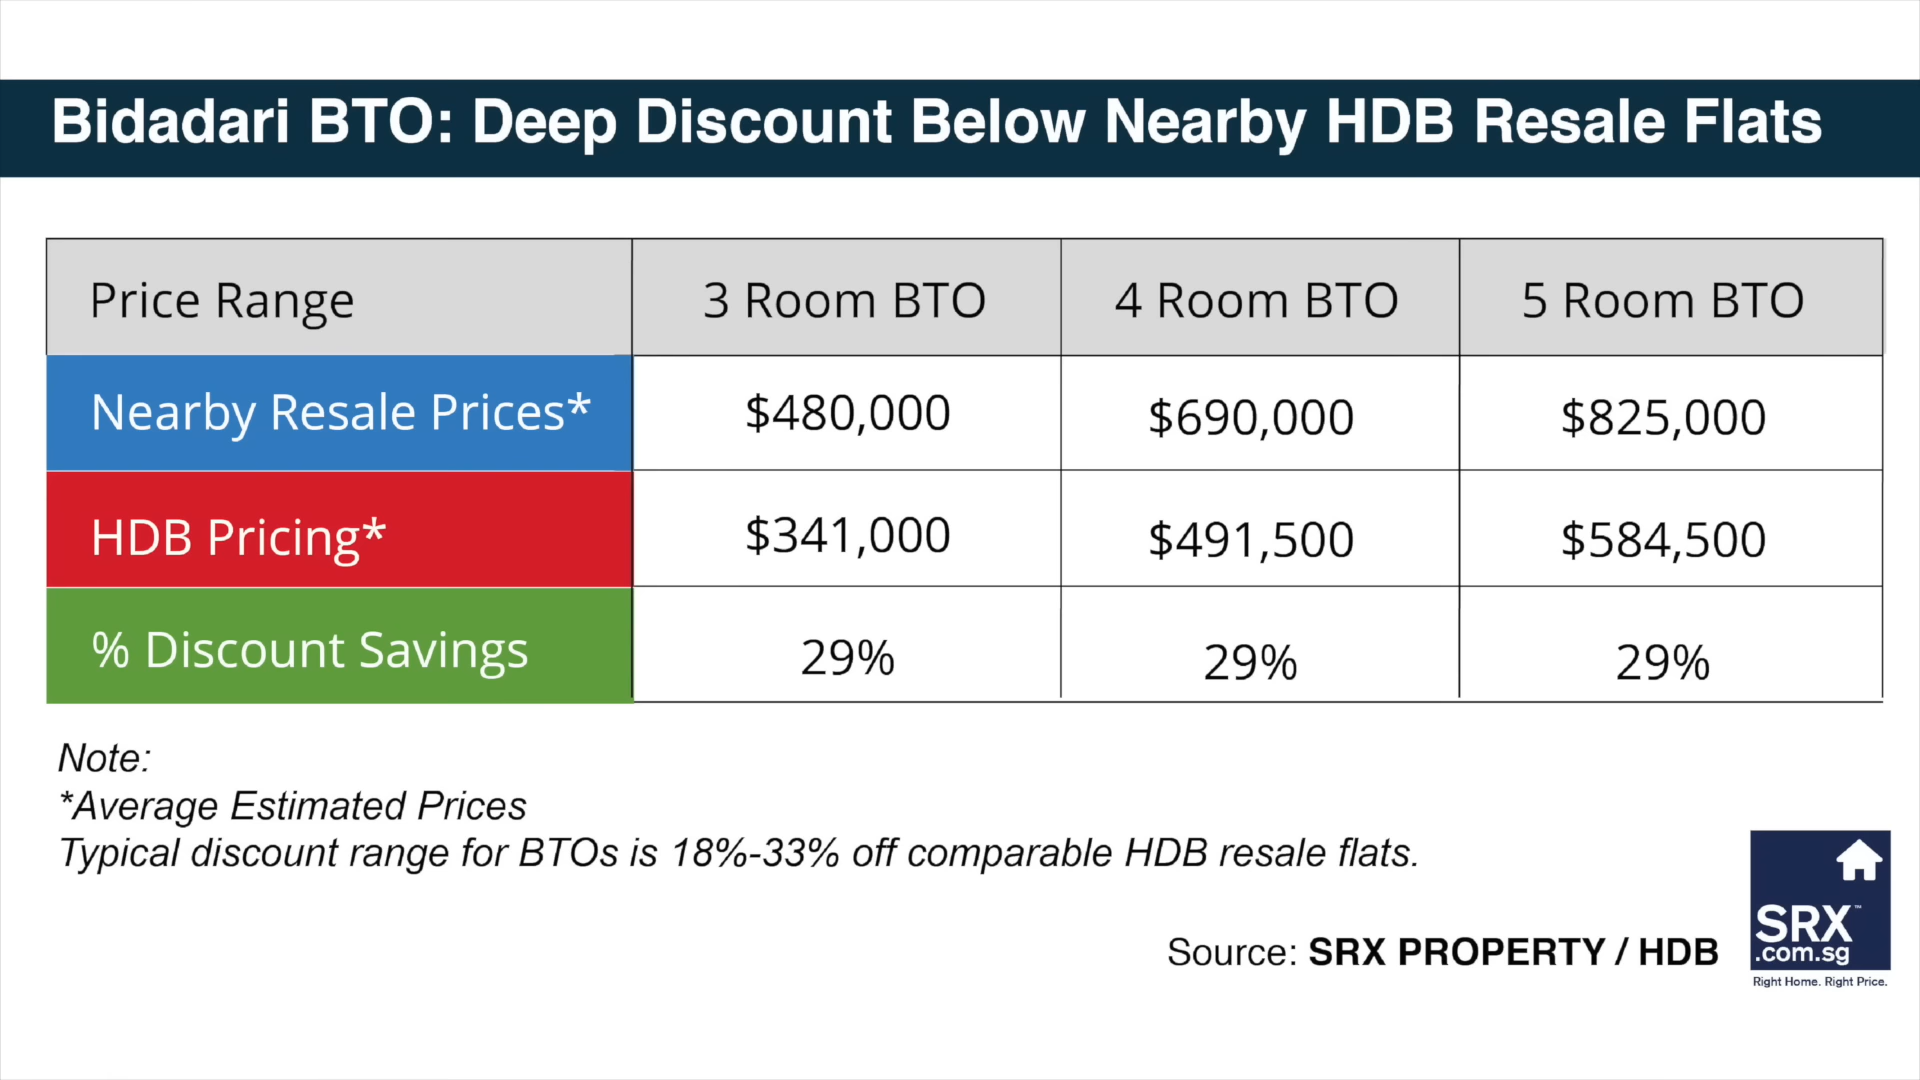 Bidadari BTO: Deep Discount Below Nearby HDB Resale Flats
Price Range 3 Room BTO 4 Room BTO 5 Room BTO
Nearby Resale Prices* $480,000 $690,000 $825,000
HDB Pricing* $341,000 $491,500 $584,500
% Discount Savings 29% 29% 29%
Note:
*Average Estimated Prices
Typical discount range for BTOs is 18%-33% off comparable HDB resale flats.
Source: SRX PROPERTY / HDB
SRX™
.com.sg
Right Home. Right Price.